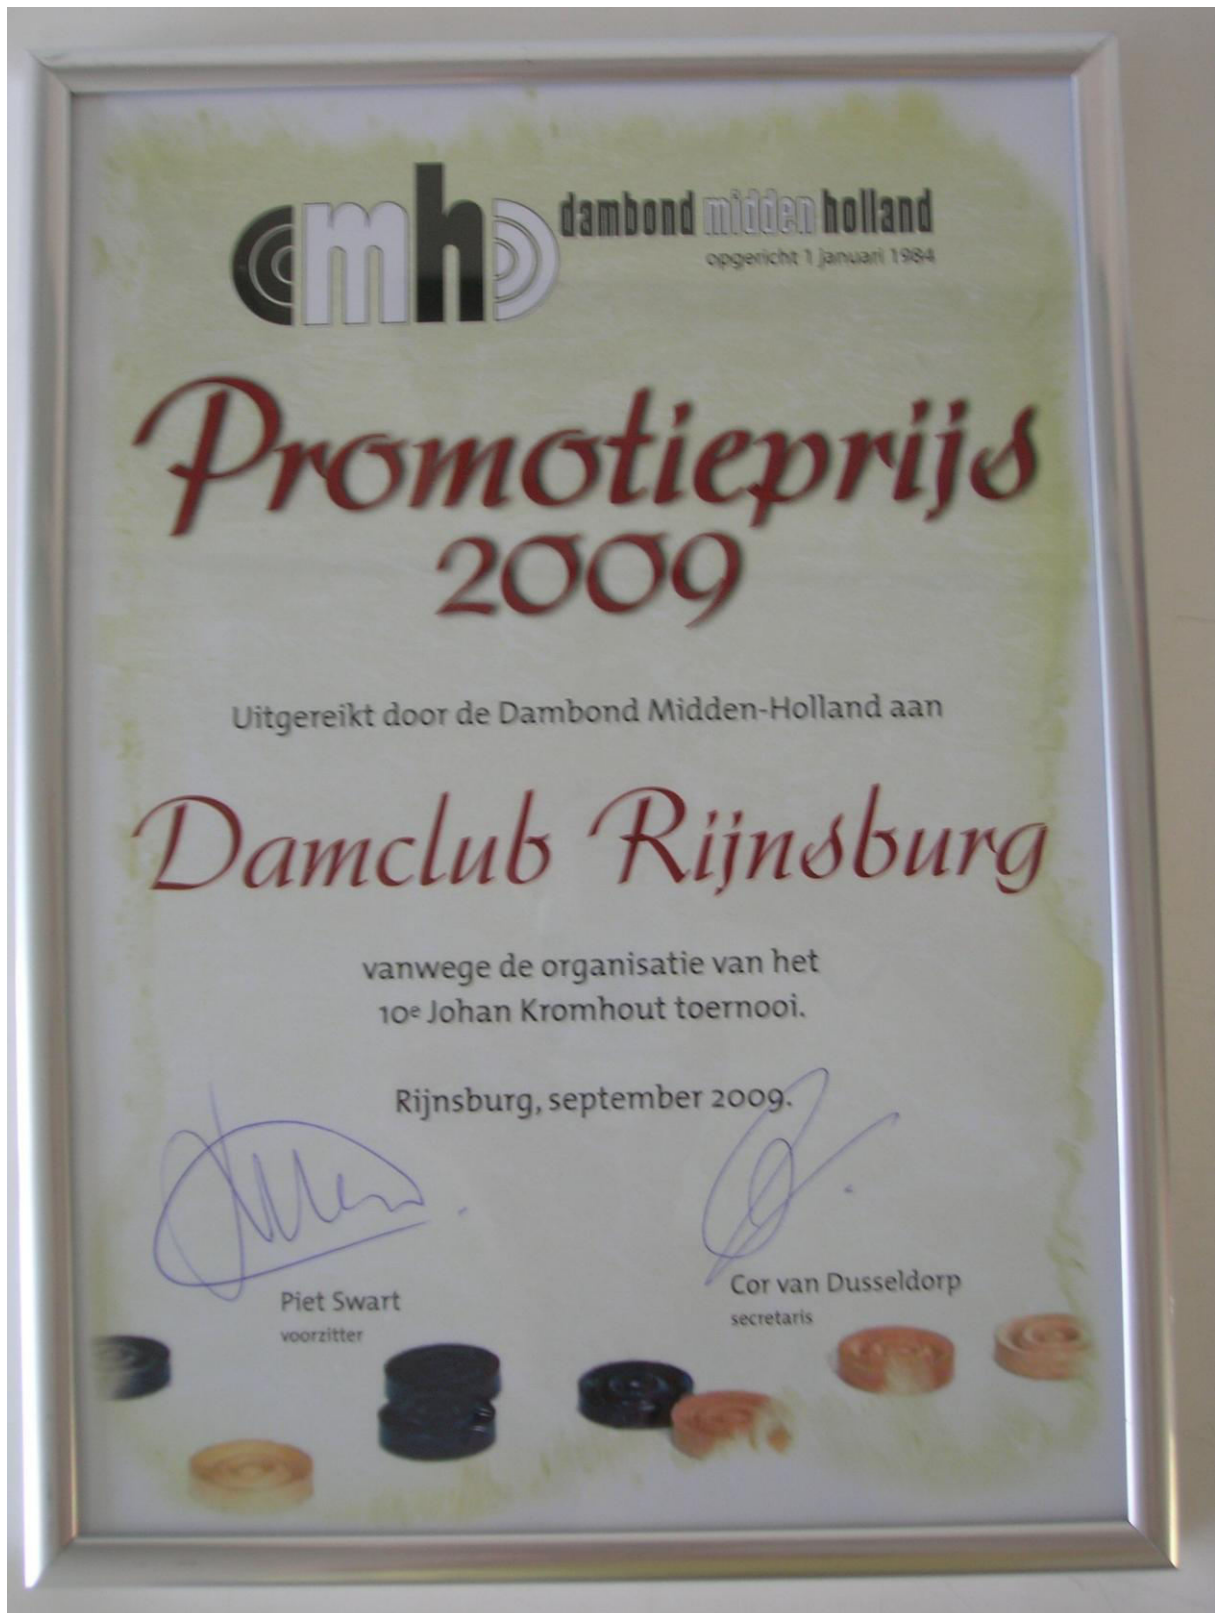 mh
dambond midden holland
opgericht 1 januari 1984
Promotieprijs
2009
Uitgereikt door de Dambond Midden-Holland aan
Damclub Rijnsburg
vanwege de organisatie van het
10e Johan Kromhout toernooi.
Rijnsburg, september 2009.
Piet Swart
voorzitter
Cor van Dusseldorp
secretaris